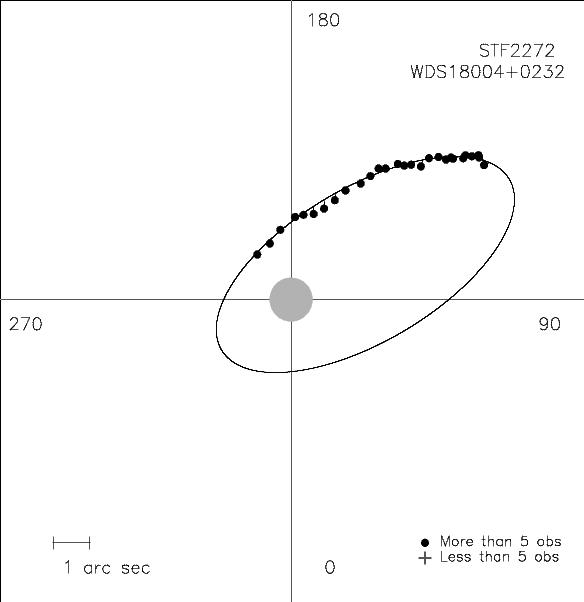 180
STF2272
WDS18004+0232
270
90
More than 5 obs
Less than 5 obs
1 arc sec
0